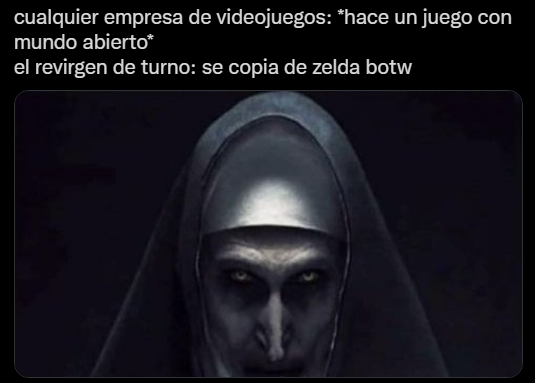 cualquier empresa de videojuegos: *hace un juego con
mundo abierto*
el revirgen de turno: se copia de zelda botw